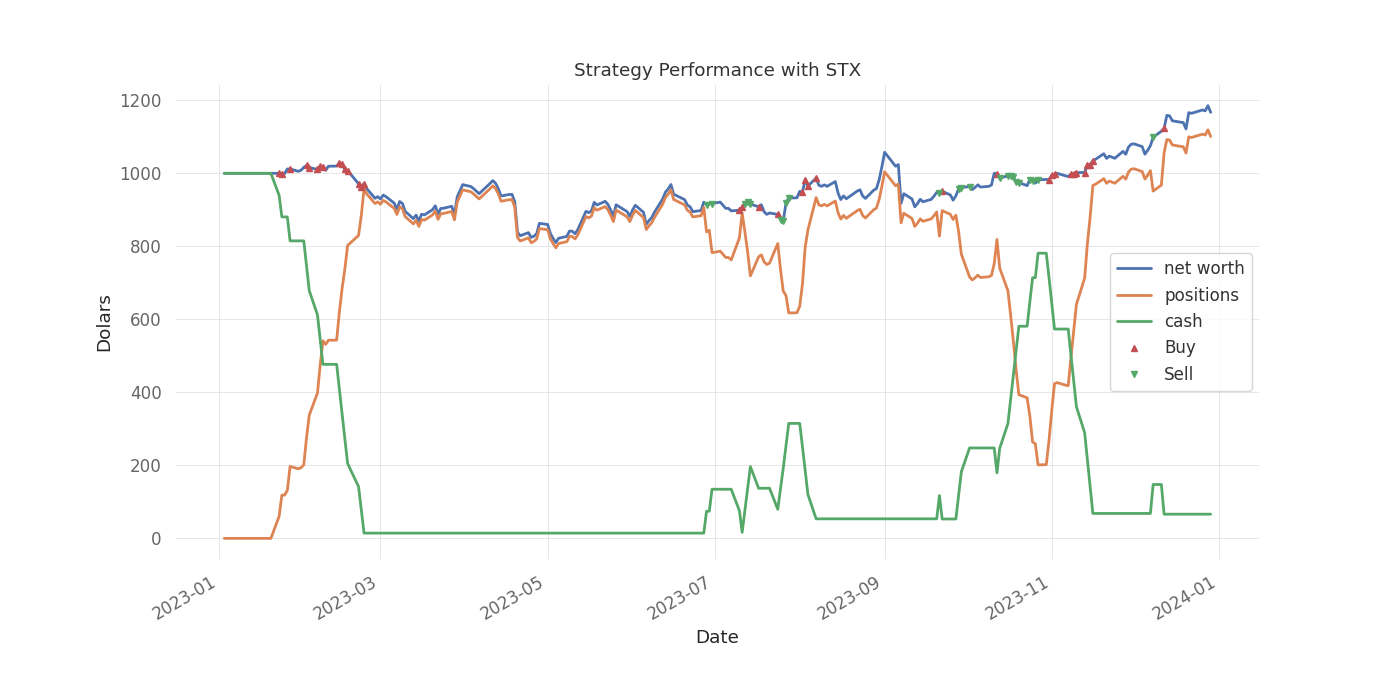 Strategy Performance with STX
1200
1000
800
600
400
200
0
Dolars
net worth
positions
cash
Buy
Sell
2023-01
2023-03
2023-05
2023-07
2023-09
2023-11
2024-01
Date